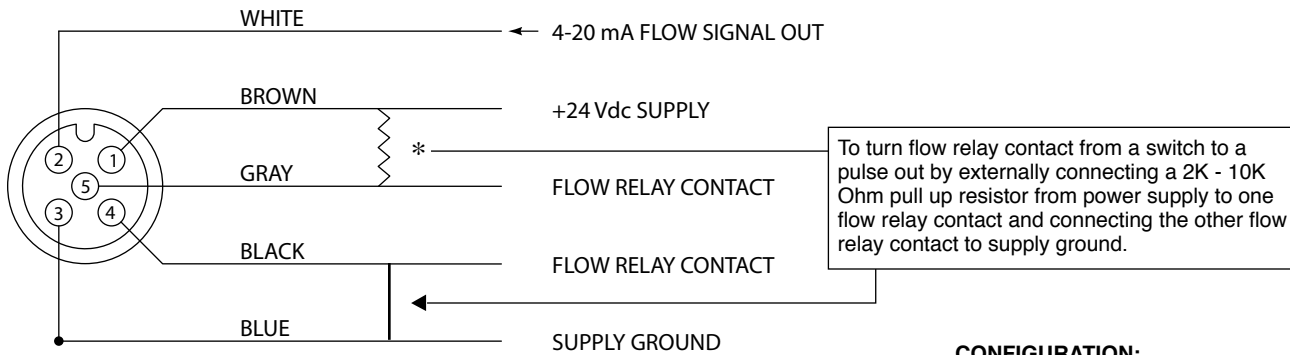 WHITE
4-20 mA FLOW SIGNAL OUT
BROWN
+24 Vdc SUPPLY
*
2
1
5
3
4
GRAY
FLOW RELAY CONTACT
BLACK
FLOW RELAY CONTACT
BLUE
SUPPLY GROUND
To turn flow relay contact from a switch to a
pulse out by externally connecting a 2K - 10K
Ohm pull up resistor from power supply to one
flow relay contact and connecting the other flow
relay contact to supply ground.
CONFIGURATION: